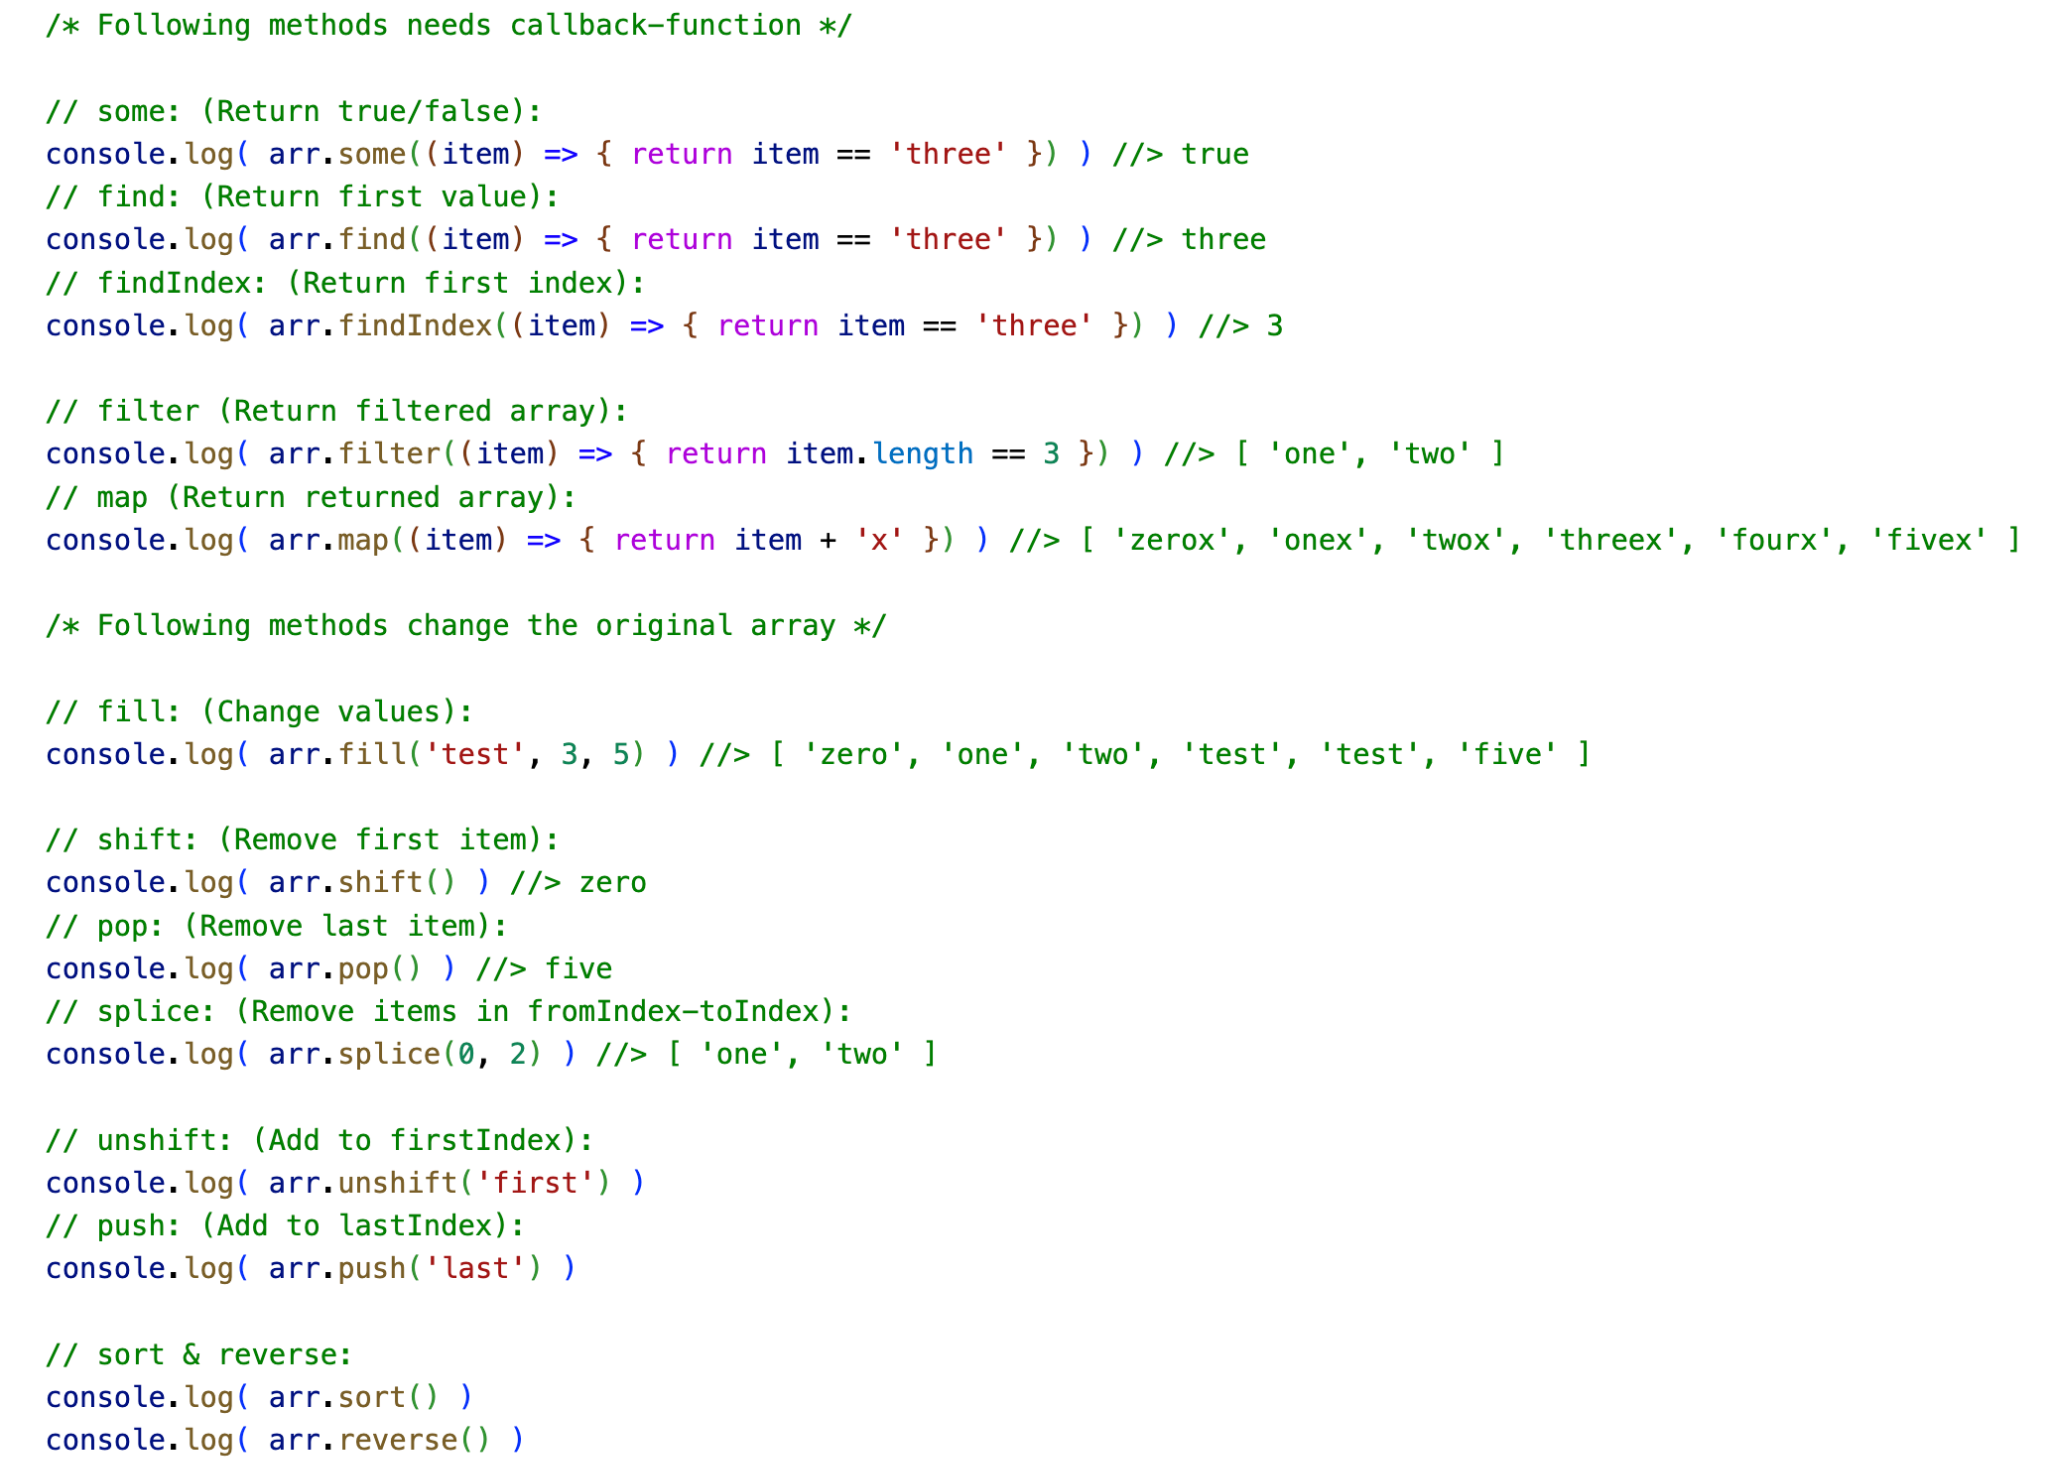 /* Following methods needs callback-function */
// some: (Return true/false):
console.log( arr.some((item) => { return item == 'three' }) ) //> true
// find: (Return first value):
console.log( arr.find((item) => { return item == 'three' }) ) //> three
// findIndex: (Return first index):
console.log( arr.findIndex((item) => { return item == 'three' }) ) //> 3
// filter (Return filtered array):
console.log( arr.filter((item) => { return item.length == 3 }) ) //> [ 'one', 'two' ]
// map (Return returned array):
console.log( arr.map((item) => { return item + 'x' }) ) //> [ 'zerox', 'onex', 'twox', 'threex', 'fourx', 'fivex' ]
/* Following methods change the original array */
// fill: (Change values):
console.log( arr.fill('test', 3, 5) ) //> [ 'zero', 'one', 'two', 'test', 'test', 'five' ]
// shift: (Remove first item):
console.log( arr.shift() ) //> zero
// pop: (Remove last item):
console.log( arr.pop() ) //> five
// splice: (Remove items in fromIndex-toIndex):
console.log( arr.splice(0, 2) ) //> [ 'one', 'two' ]
// unshift: (Add to firstIndex):
console.log( arr.unshift('first') )
// push: (Add to lastIndex):
console.log( arr.push('last') )
// sort & reverse:
console.log( arr.sort() )
console.log( arr.reverse() )